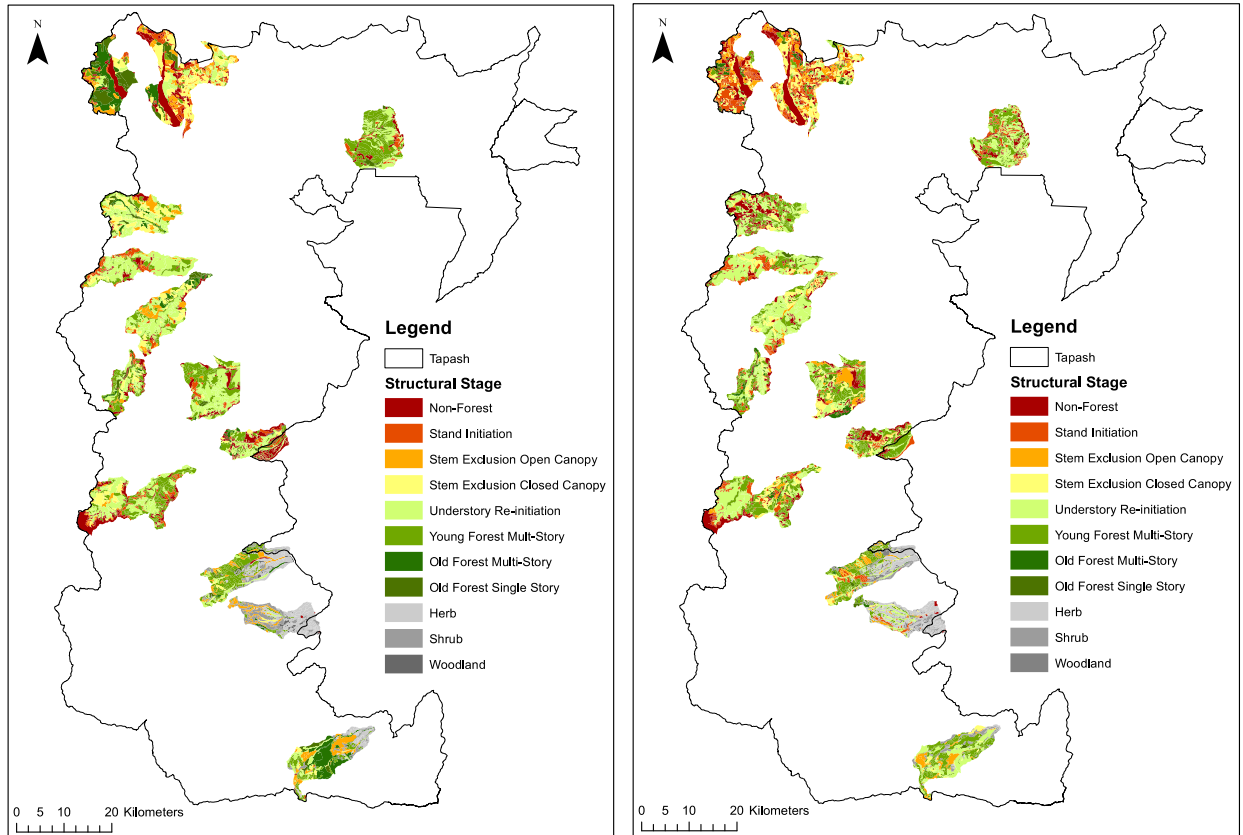 N
Legend
Tapash
Structural Stage
Non-Forest
Stand Initiation
Stem Exclusion Open Canopy
Stem Exclusion Closed Canopy
Understory Re-initiation
Young Forest Mult-Story
Old Forest Multi-Story
Old Forest Single Story
Herb
Shrub
Woodland
0 5 10 20 Kilometers
N
Legend
Tapash
Structural Stage
Non-Forest
Stand Initiation
Stem Exclusion Open Canopy
Stem Exclusion Closed Canopy
Understory Re-initiation
Young Forest Multi-Story
Old Forest Multi-Story
Old Forest Single Story
Herb
Shrub
Woodland
0 5 10 20 Kilometers